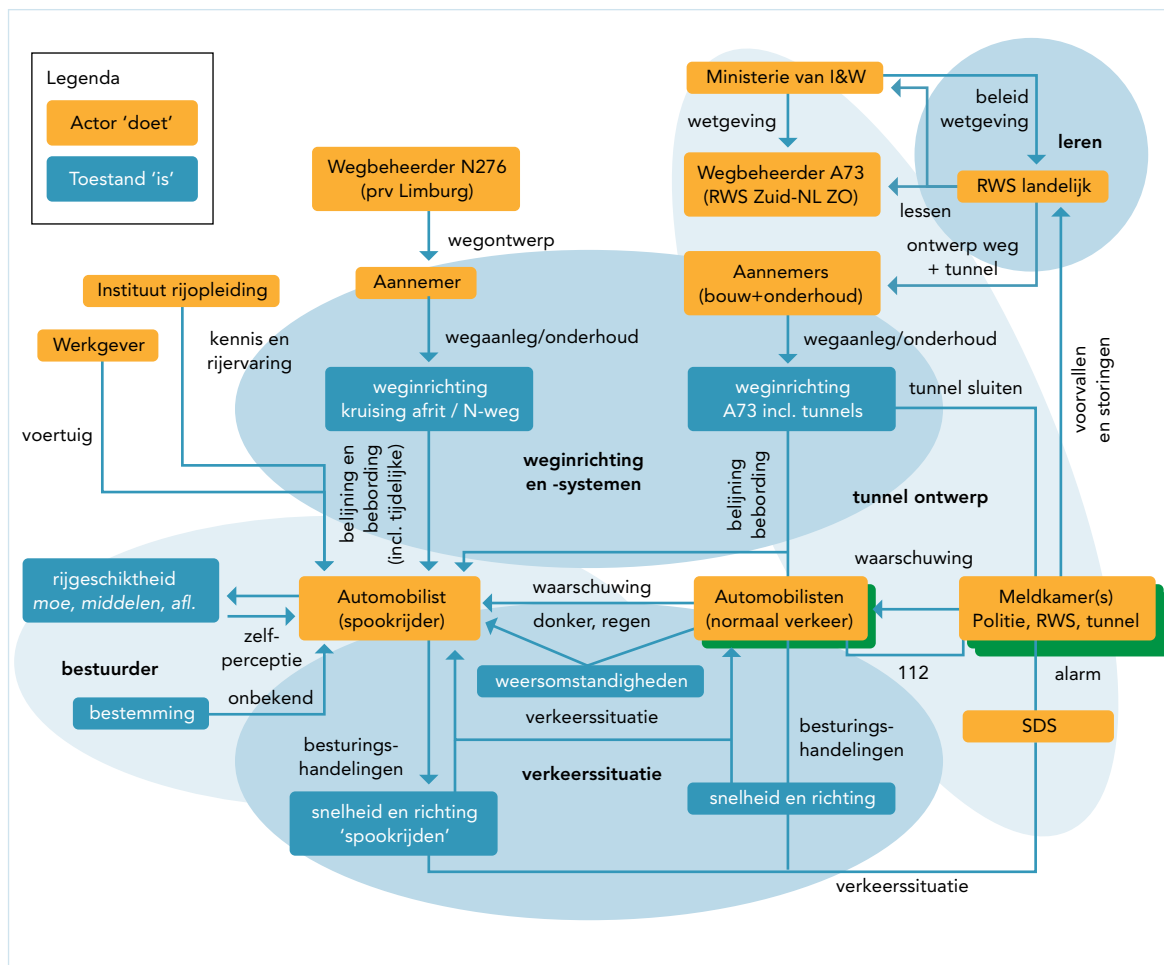 Legenda
Actor ‘doet’
Toestand ‘is’
Ministerie van I&W
beleid
wetgeving
wetgeving
leren
Wegbeheerder N276
(prv Limburg)
Wegbeheerder A73
(RWS Zuid-NL ZO)
RWS landelijk
lessen
wegontwerp
ontwerp weg
+ tunnel
Aannemer
Aannemers
(bouw+onderhoud)
Instituut rijopleiding
Werkgever
kennis en
rijervaring
wegaanleg/onderhoud
wegaanleg/onderhoud
voorvallen
en storingen
weginrichting
kruising afrit / N-weg
weginrichting
A73 incl. tunnels
tunnel sluiten
voertuig
belijning en
bebording
(incl. tijdelijke)
weginrichting
en -systemen
belijning
bebording
tunnel ontwerp
waarschuwing
rijgeschiktheid
moe, middelen, afl.
Automobilist
(spookrijder)
waarschuwing
donker, regen
Automobilisten
(normaal verkeer)
Meldkamer(s)
Politie, RWS, tunnel
zelf-
perceptie
bestuurder
weersomstandigheden
112
alarm
onbekend
bestemming
verkeerssituatie
SDS
besturings-
handelingen
verkeerssituatie
besturings-
handelingen
snelheid en richting
‘spookrijden’
snelheid en richting
verkeerssituatie